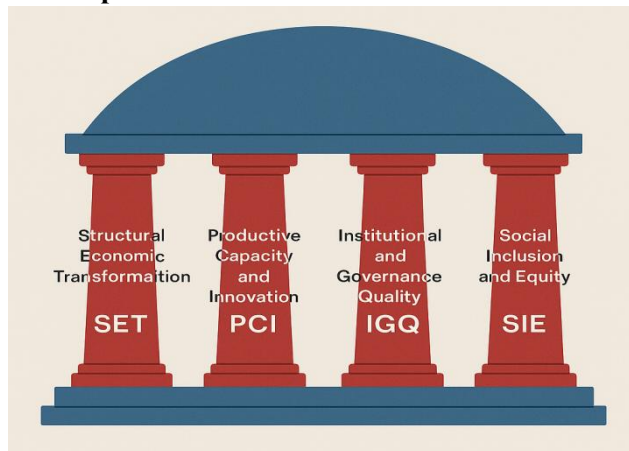 Structural
Economic
Transformaition
SET
Productive
Capacity
and
Innovation
PCI
Institutional
and
Governance
Quality
IGQ
Social
Inclusion
and Equity
SIE